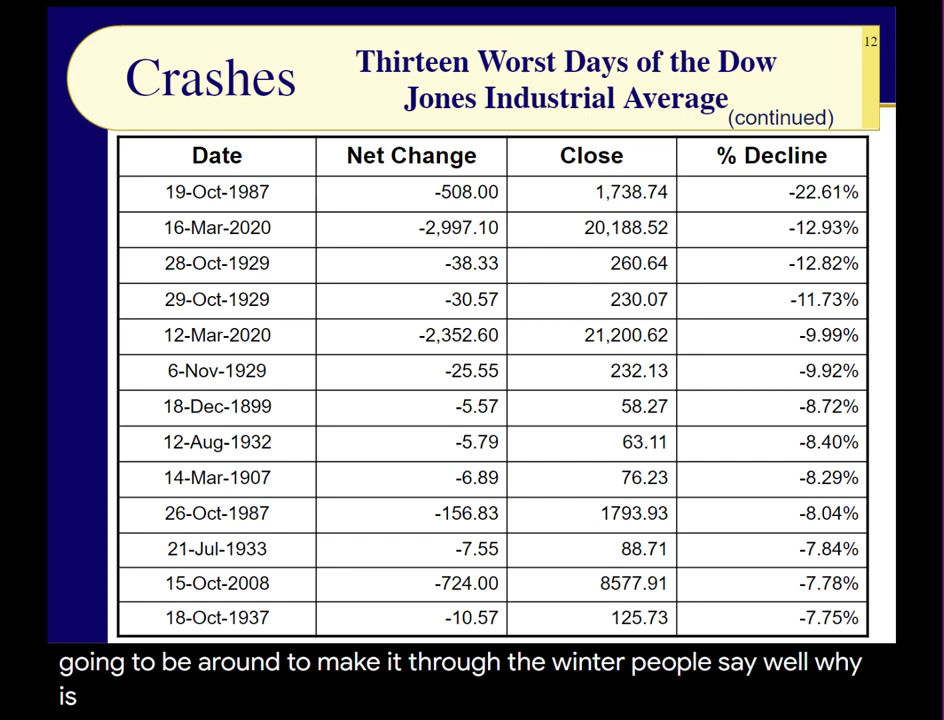 12
Crashes
Thirteen Worst Days of the Dow
Jones Industrial Average
(continued)
Date Net Change Close % Decline
19-Oct-1987 -508.00 1,738.74 -22.61%
16-Mar-2020 -2,997.10 20,188.52 -12.93%
28-Oct-1929 -38.33 260.64 -12.82%
29-Oct-1929 -30.57 230.07 -11.73%
12-Mar-2020 -2,352.60 21,200.62 -9.99%
6-Nov-1929 -25.55 232.13 -9.92%
18-Dec-1899 -5.57 58.27 -8.72%
12-Aug-1932 -5.79 63.11 -8.40%
14-Mar-1907 -6.89 76.23 -8.29%
26-Oct-1987 -156.83 1793.93 -8.04%
21-Jul-1933 -7.55 88.71 -7.84%
15-Oct-2008 -724.00 8577.91 -7.78%
18-Oct-1937 -10.57 125.73 -7.75%
going to be around to make it through the winter people say well why
is